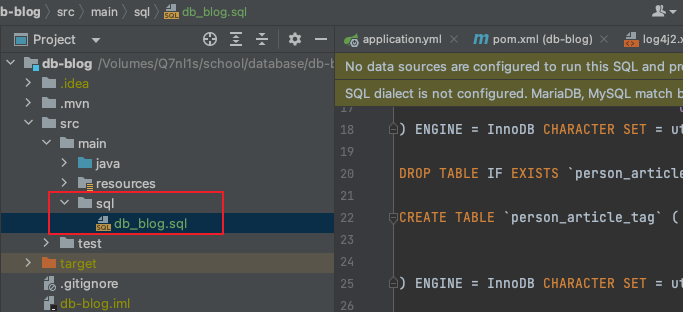 b-blog 〉 src 〉 main 〉 sql 〉 db_blog.sql
Project
application.yml
pom.xml (db-blog)
log4j2.x
db-blog /Volumes/Q7nl1s/school/database/db-b
.idea
.mvn
src
main
java
resources
sql
db_blog.sql
test
target
.gitignore
db-blog.iml
No data sources are configured to run this SQL and pro
SQL dialect is not configured. MariaDB, MySQL match b
17
18 ) ENGINE = InnoDB CHARACTER SET = ut
19
20 DROP TABLE IF EXISTS `person_article
21
22 CREATE TABLE `person_article_tag` (
23
24
25 ) ENGINE = InnoDB CHARACTER SET = ut
26